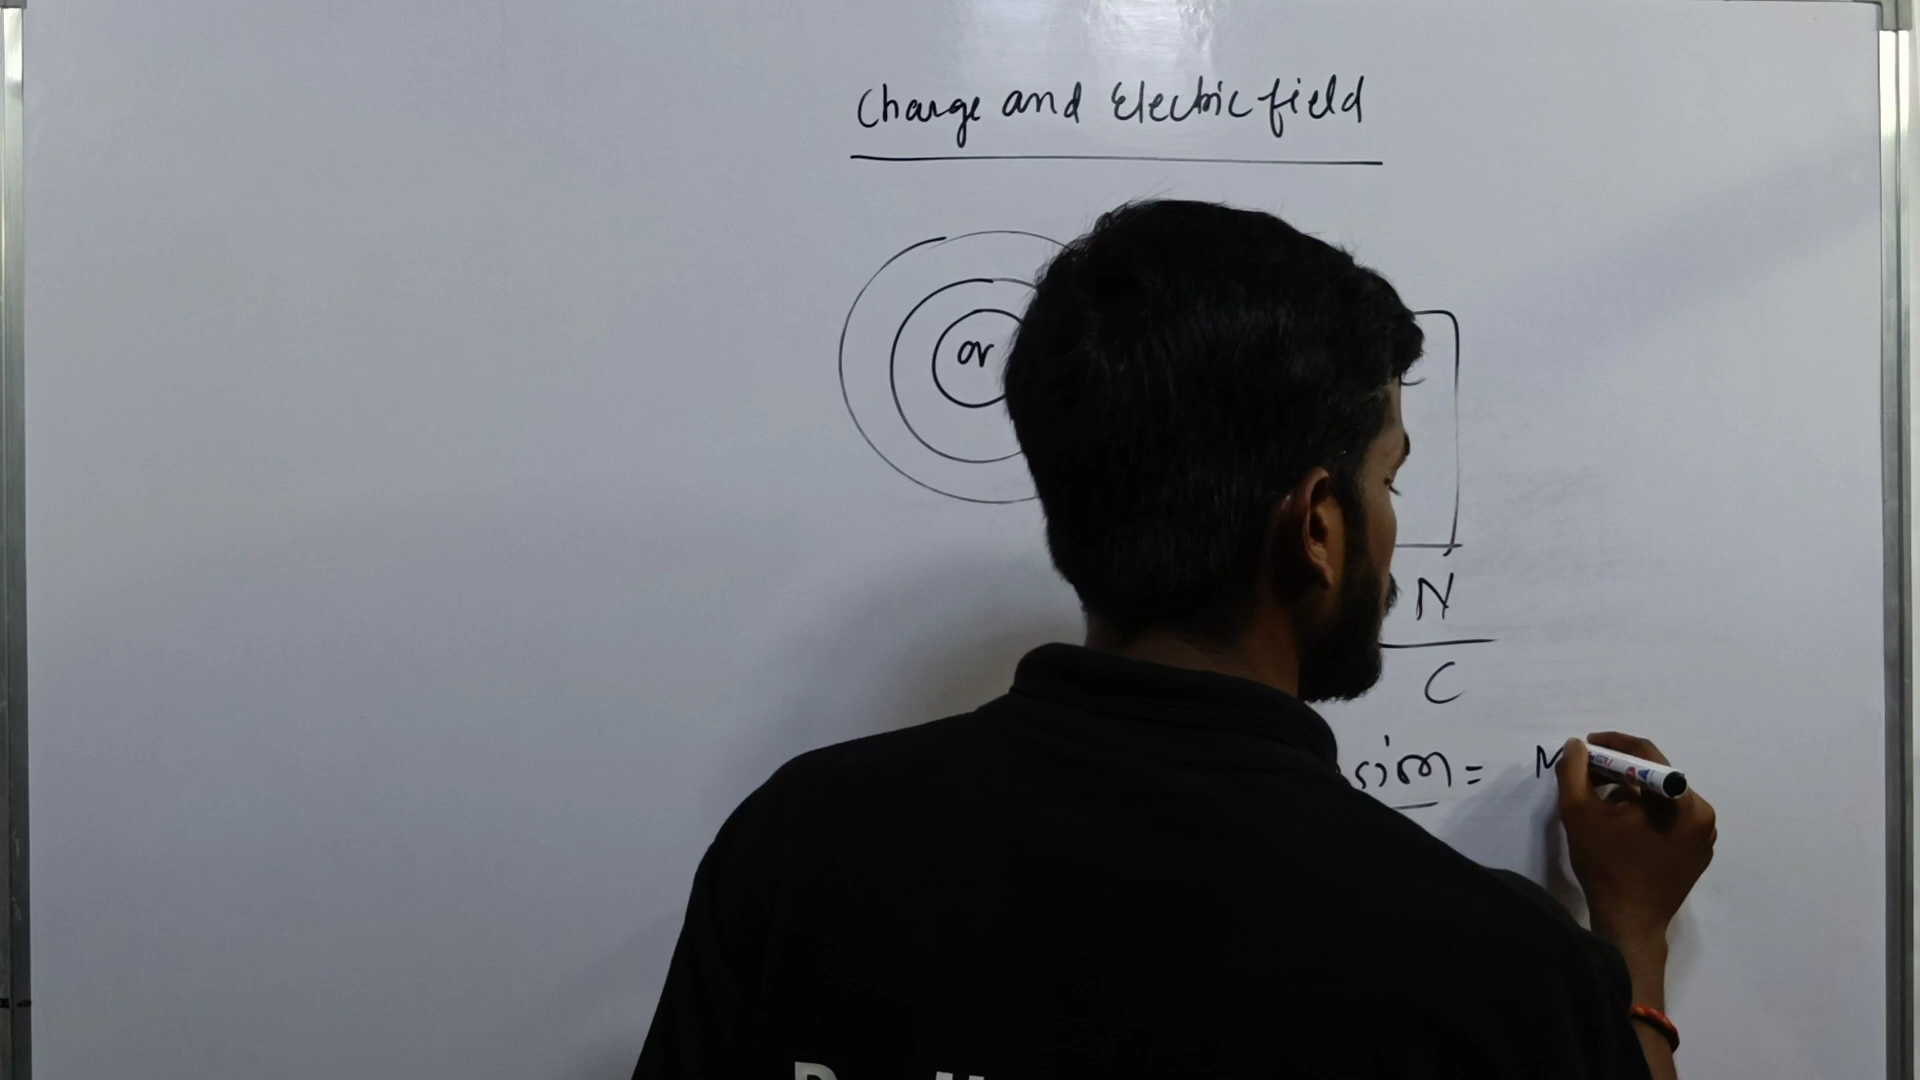 Charge and Electric field
or
N
C
=